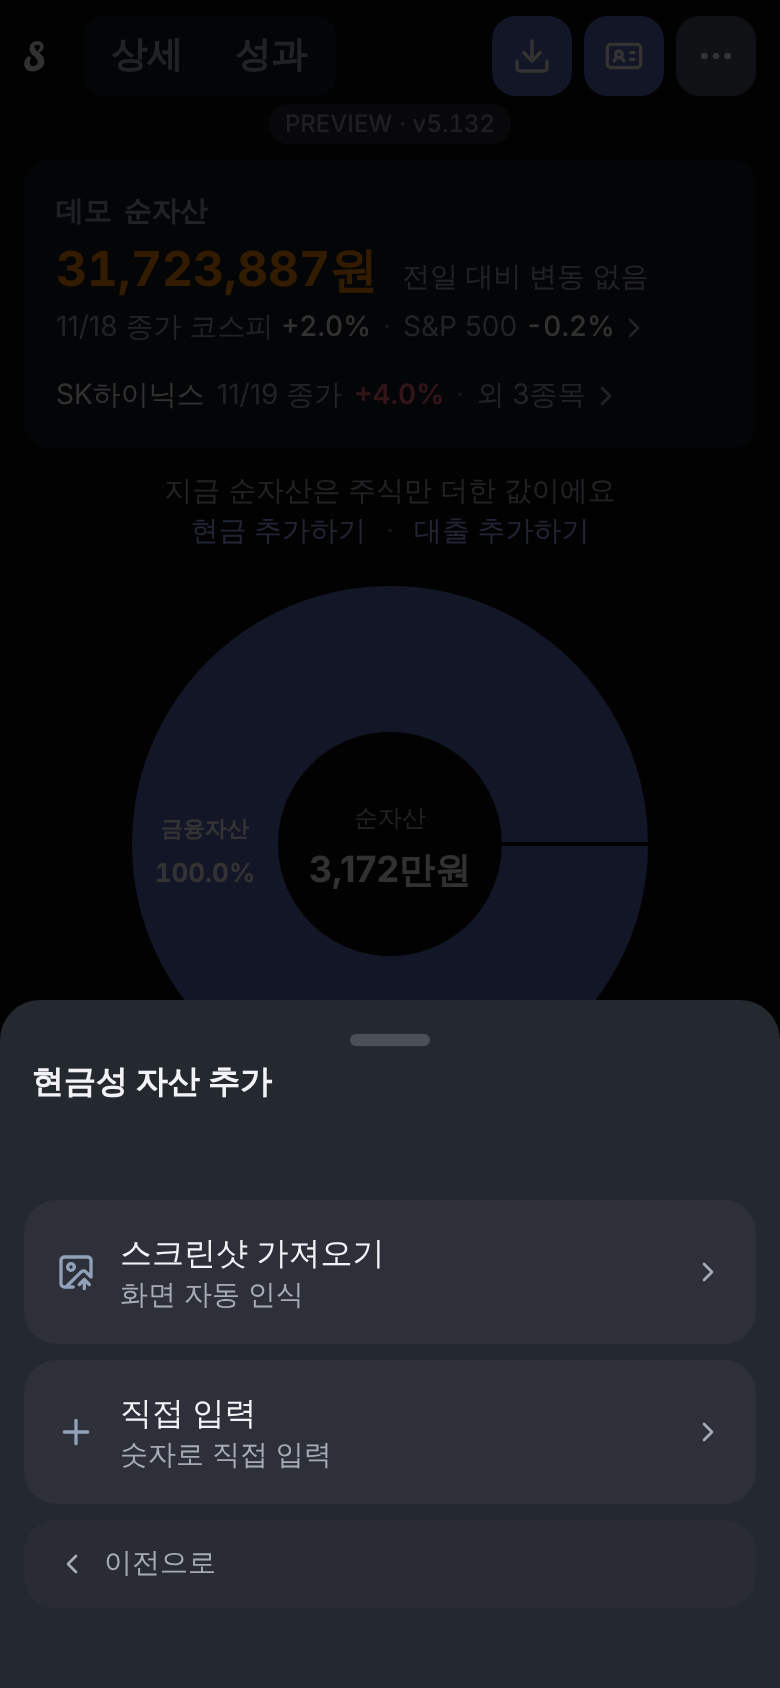 S
상세 성과
PREVIEW · v5.132
데모 순자산
31,723,887원 전일 대비 변동 없음
11/18 종가 코스피 +2.0% · S&P 500 -0.2%
SK하이닉스 11/19 종가 +4.0% · 외 3종목
지금 순자산은 주식만 더한 값이에요
현금 추가하기 · 대출 추가하기
금융자산
100.0%
순자산
3,172만원
현금성 자산 추가
스크린샷 가져오기
화면 자동 인식
직접 입력
숫자로 직접 입력
이전으로